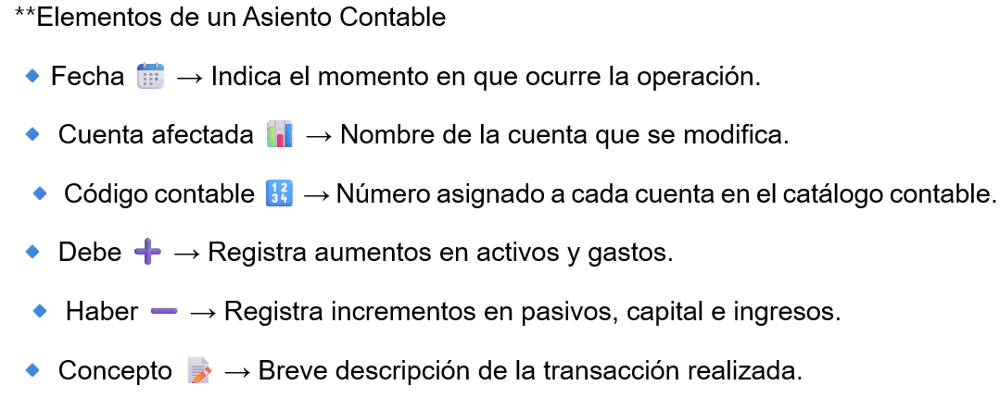 **Elementos de un Asiento Contable
🔹Fecha 📅 → Indica el momento en que ocurre la operación.
🔹 Cuenta afectada 📊 → Nombre de la cuenta que se modifica.
🔹 Código contable 🔢 → Número asignado a cada cuenta en el catálogo contable.
🔹 Debe ➕ → Registra aumentos en activos y gastos.
🔹 Haber ➖ → Registra incrementos en pasivos, capital e ingresos.
🔹 Concepto 📝 → Breve descripción de la transacción realizada.